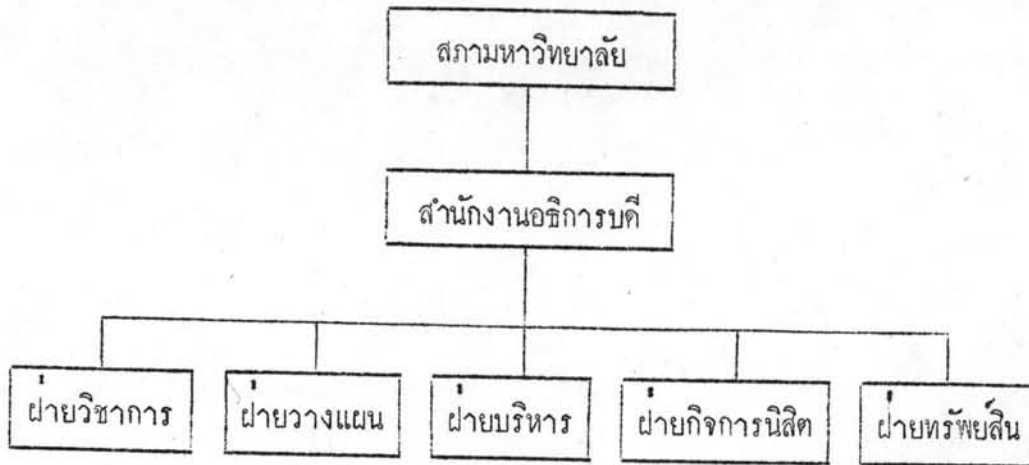 สภามหาวิทยาลัย
สำนักงานอธิการบดี
ฝ่ายวิชาการ
ฝ่ายวางแผน
ฝ่ายบริหาร
ฝ่ายกิจการนิสิต
ฝ่ายทรัพย์สิน